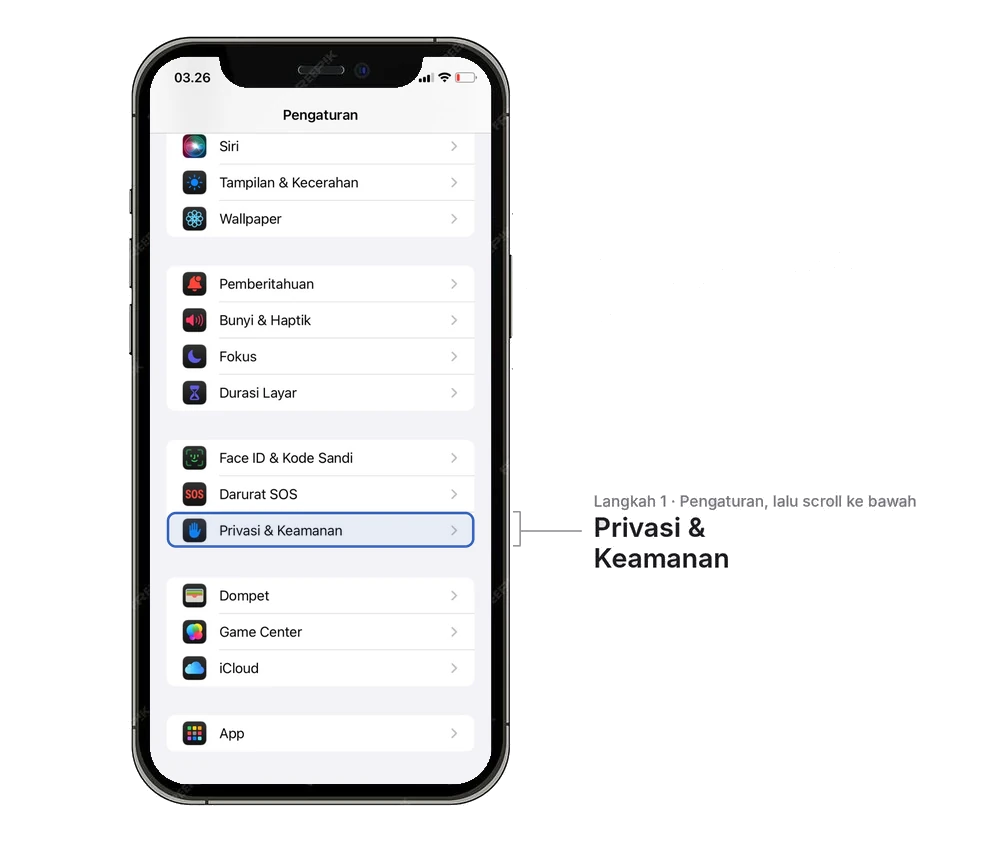 03.26
Pengaturan
Siri
Tampilan & Kecerahan
Wallpaper
Pemberitahuan
Bunyi & Haptik
Fokus
Durasi Layar
Face ID & Kode Sandi
SOS Darurat SOS
Privasi & Keamanan
Dompet
Game Center
iCloud
App
Langkah 1 · Pengaturan, lalu scroll ke bawah
Privasi &
Keamanan